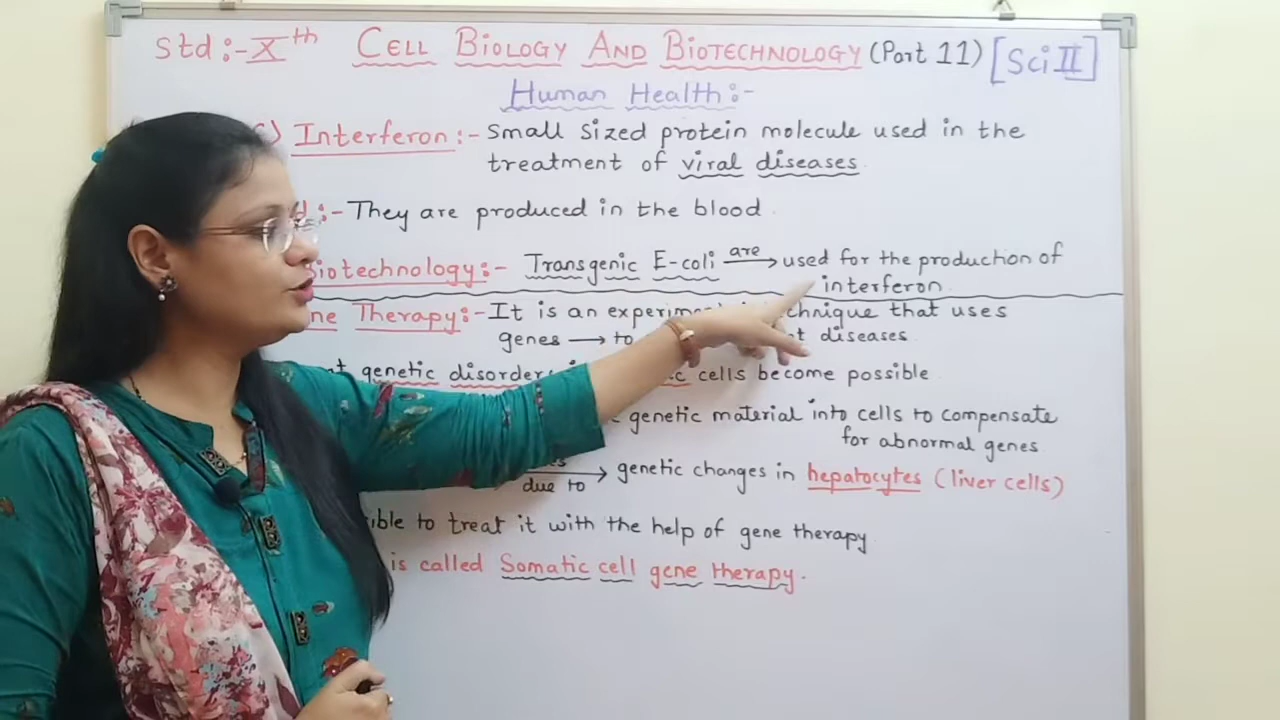 Std:- Xth CELL BIOLOGY AND BIOTECHNOLOGY (Part 11) [Sci II]
Human Health:-
c) Interferon:- Small sized protein molecule used in the
treatment of viral diseases.
:- They are produced in the blood.
Biotechnology:- Transgenic E-coli are → used for the production of
interferon.
Therapy:- It is an technique that uses
genes → to diseases.
genetic disorders cells become possible.
genetic material into cells to compensate
for abnormal genes
due to → genetic changes in hepatocytes (liver cells)
to treat it with the help of gene therapy.
is called Somatic cell gene therapy.